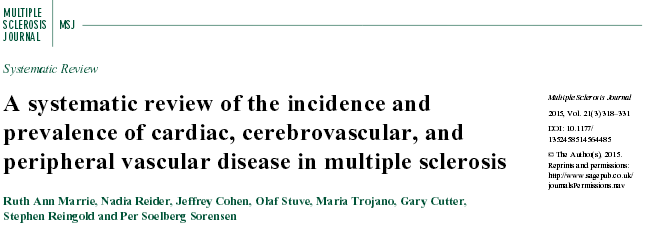 MULTIPLE
SCLEROSIS
JOURNAL
MSJ
Systematic Review
A systematic review of the incidence and
prevalence of cardiac, cerebrovascular, and
peripheral vascular disease in multiple sclerosis
Ruth Ann Marrie, Nadia Reider, Jeffrey Cohen, Olaf Stuve, Maria Trojano, Gary Cutter,
Stephen Reingold and Per Soelberg Sorensen
Multiple Sclerosis Journal
2015, Vol. 21(3) 318–331
DOI: 10.1177/
1352458514564485
© The Author(s), 2015.
Reprints and permissions:
http://www.sagepub.co.uk/
journalsPermissions.nav